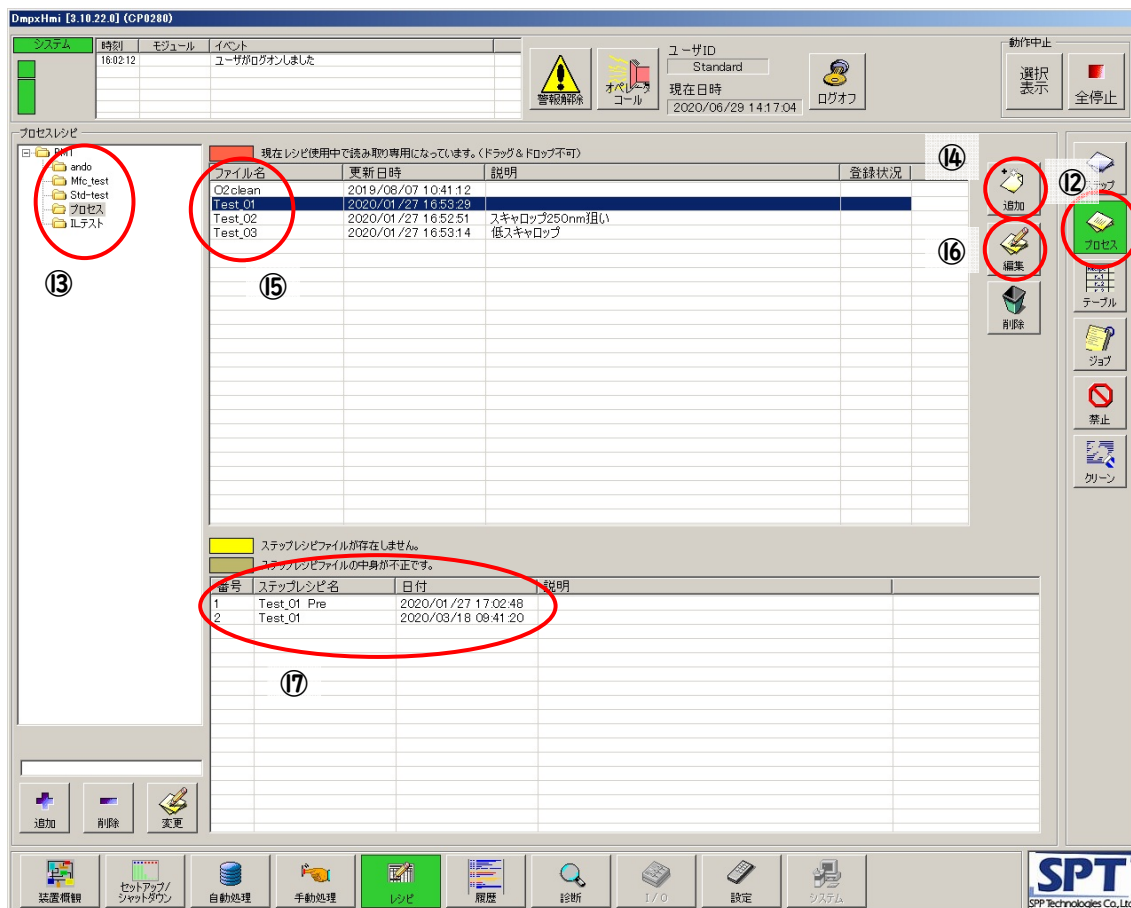 DmpxHmi [3.10.22.0] (CP0280)
システム
時刻 モジュール イベント
16:02:12 ユーザがログオンしました
警報解除
オペレータコール
ユーザID
Standard
現在日時
2020/06/29 14:17:04
ログオフ
動作中止
選択表示
全停止
プロセスレシピ
PM1
ando
Mfc_test
Std-test
プロセス
ILテスト
⑬
現在レシピ使用中で読み取り専用になっています。（ドラッグ＆ドロップ不可）
ファイル名 更新日時 説明 登録状況
O2clean 2019/08/07 10:41:12
Test_01 2020/01/27 16:53:29
Test_02 2020/01/27 16:52:51 スキャロップ250nm狙い
Test_03 2020/01/27 16:53:14 低スキャロップ
⑮
⑭
追加
⑯
編集
削除
⑫
ステップ
プロセス
テーブル
ジョブ
禁止
クリーン
ステップレシピファイルが存在しません。
ステップレシピファイルの中身が不正です。
番号 ステップレシピ名 日付 説明
1 Test_01 Pre 2020/01/27 17:02:48
2 Test_01 2020/03/18 09:41:20
⑰
追加 削除 変更
装置概観
セットアップ/シャットダウン
自動処理
手動処理
レシピ
履歴
診断
I/O
設定
システム
SPT
SPP Technologies Co., Ltd